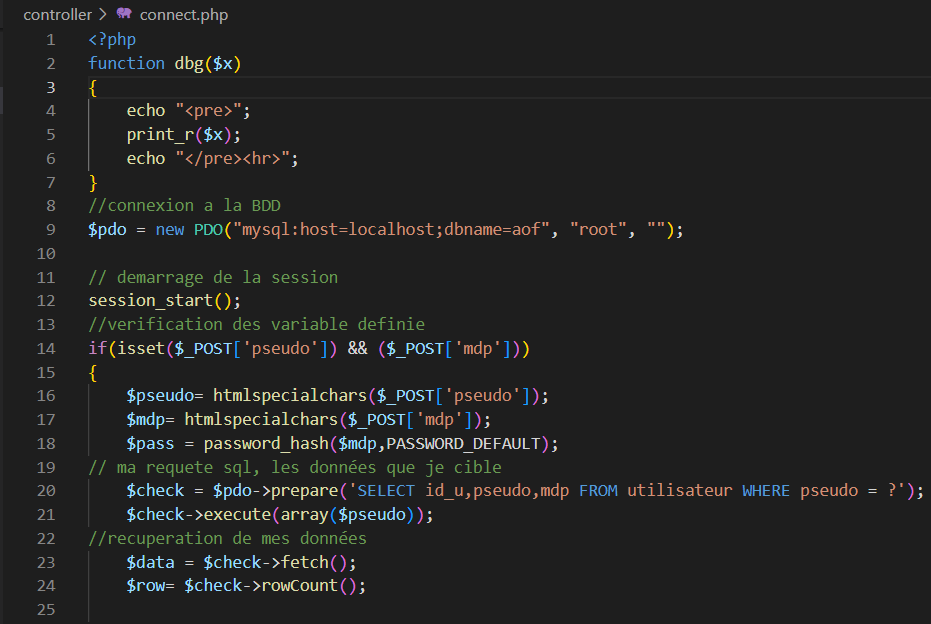 controller > connect.php
1 <?php
2 function dbg($x)
3 {
4 echo "<pre>";
5 print_r($x);
6 echo "</pre><hr>";
7 }
8 //connexion a la BDD
9 $pdo = new PDO("mysql:host=localhost;dbname=aof", "root", "");
10
11 // demarrage de la session
12 session_start();
13 //verification des variable definie
14 if(isset($_POST['pseudo']) && ($_POST['mdp']))
15 {
16 $pseudo= htmlspecialchars($_POST['pseudo']);
17 $mdp= htmlspecialchars($_POST['mdp']);
18 $pass = password_hash($mdp,PASSWORD_DEFAULT);
19 // ma requete sql, les données que je cible
20 $check = $pdo->prepare('SELECT id_u,pseudo,mdp FROM utilisateur WHERE pseudo = ?');
21 $check->execute(array($pseudo));
22 //recuperation de mes données
23 $data = $check->fetch();
24 $row= $check->rowCount();
25